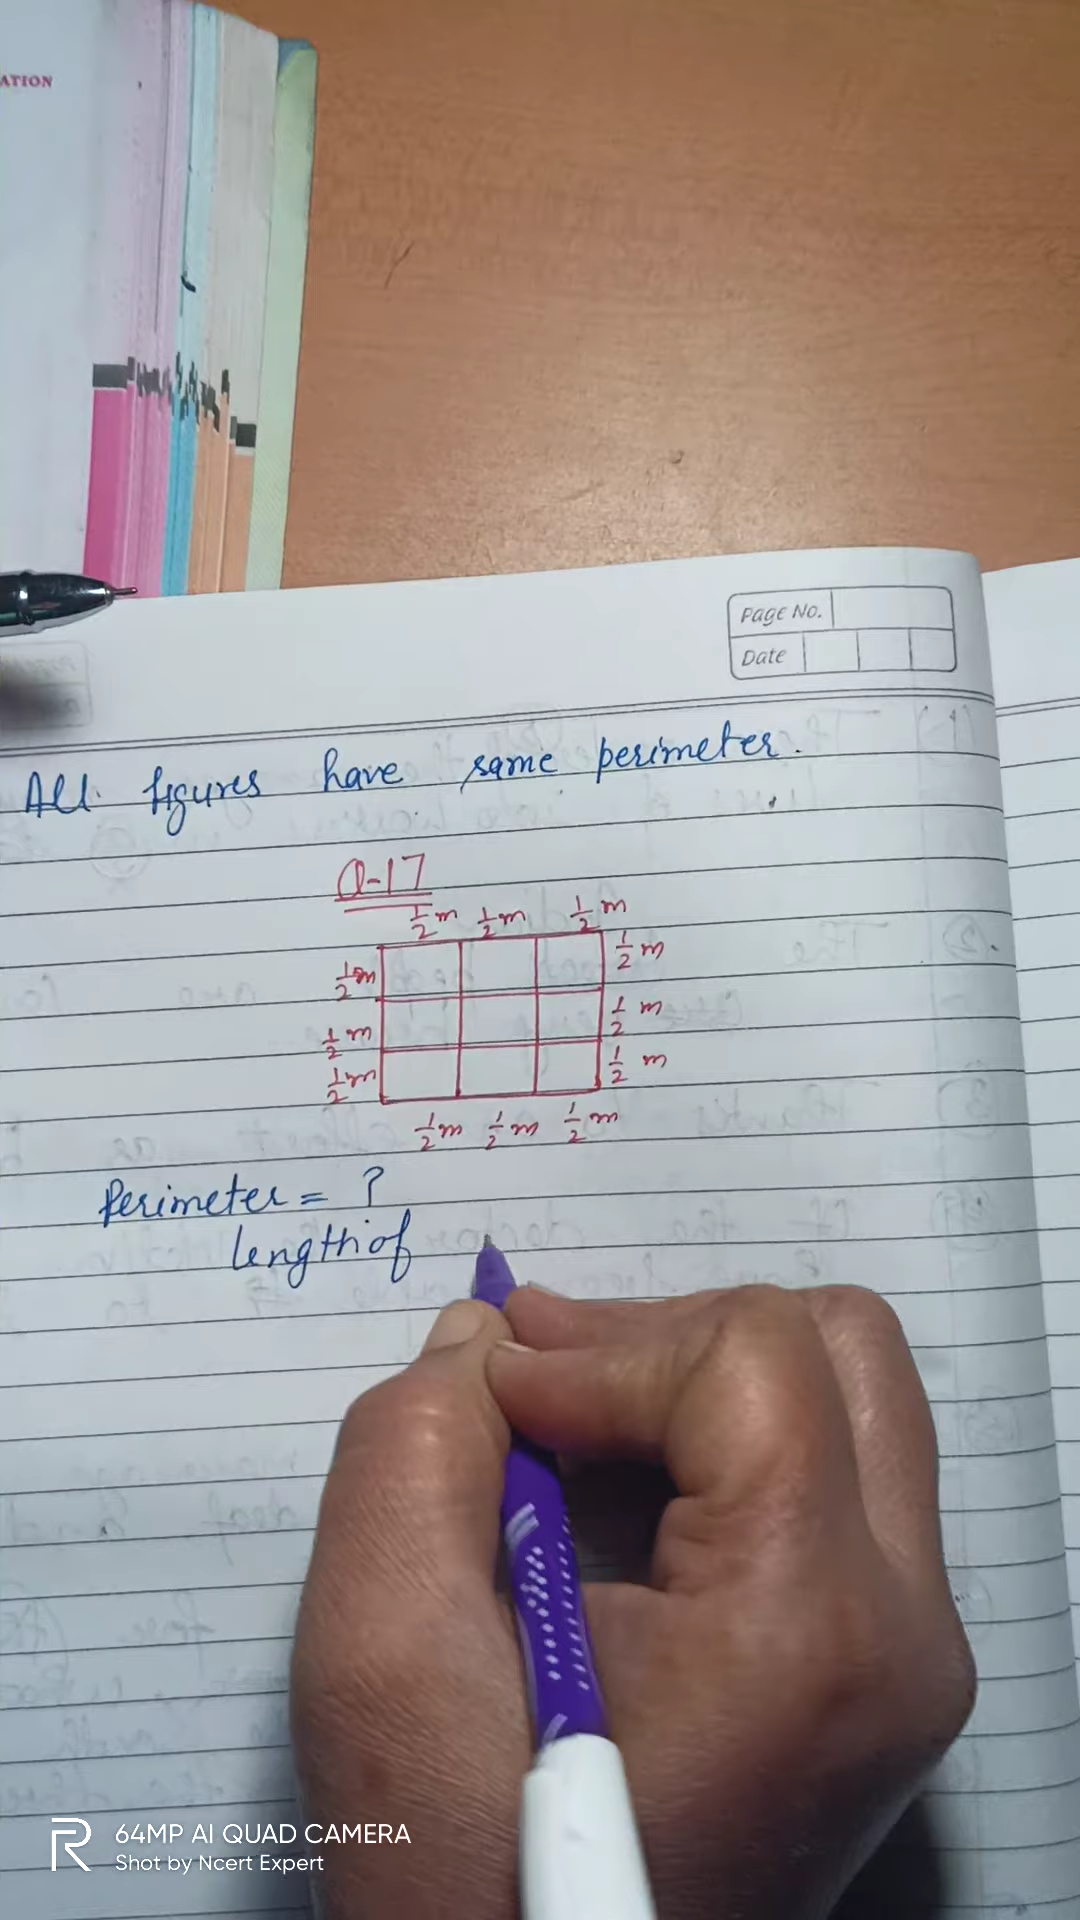 ATION
Page No.
Date
All figures have same perimeter.
Q-17
1/2 m 1/2 m 1/2 m
1/2 m 1/2 m
1/2 m 1/2 m
1/2 m 1/2 m
1/2 m 1/2 m 1/2 m
Perimeter = ?
length of
64MP AI QUAD CAMERA
Shot by Ncert Expert